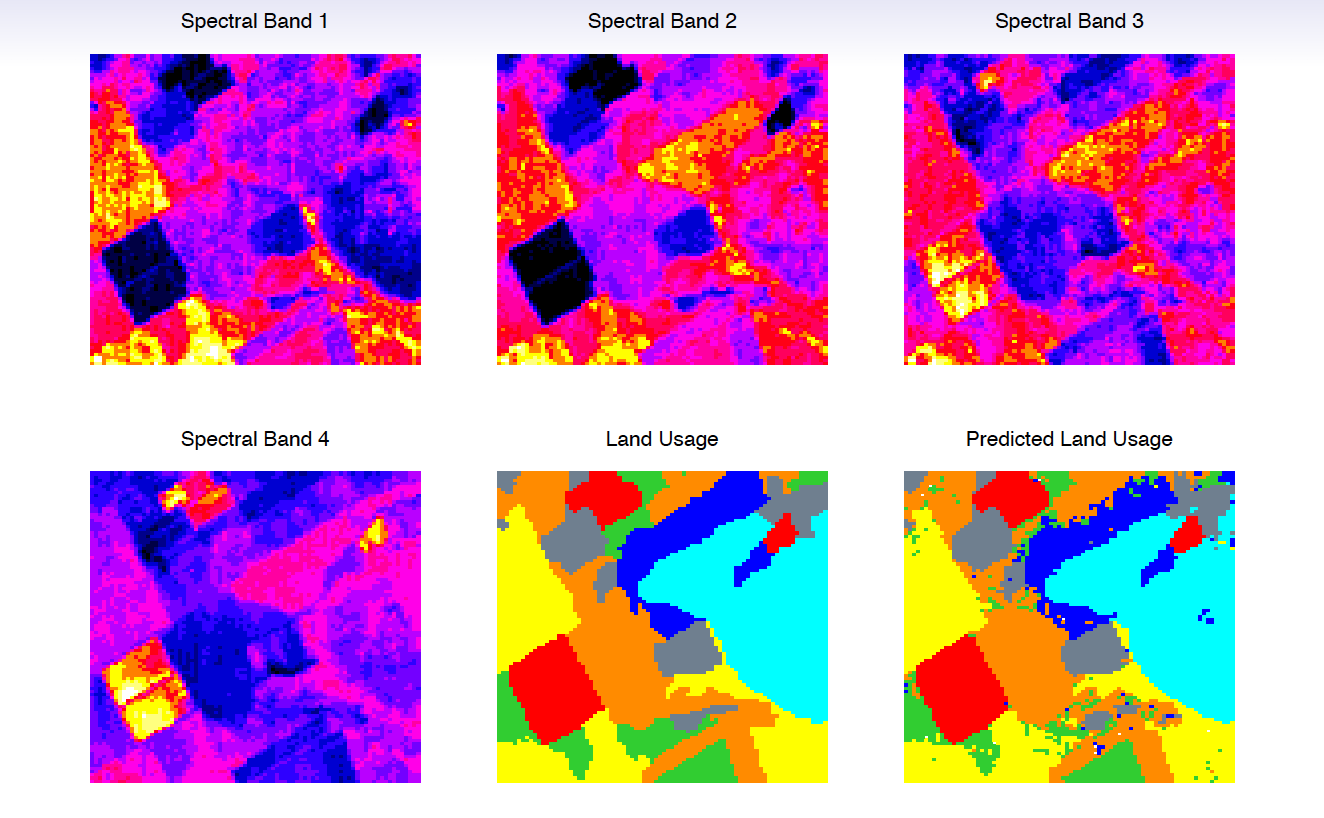 Spectral Band 1
Spectral Band 2
Spectral Band 3
Spectral Band 4
Land Usage
Predicted Land Usage